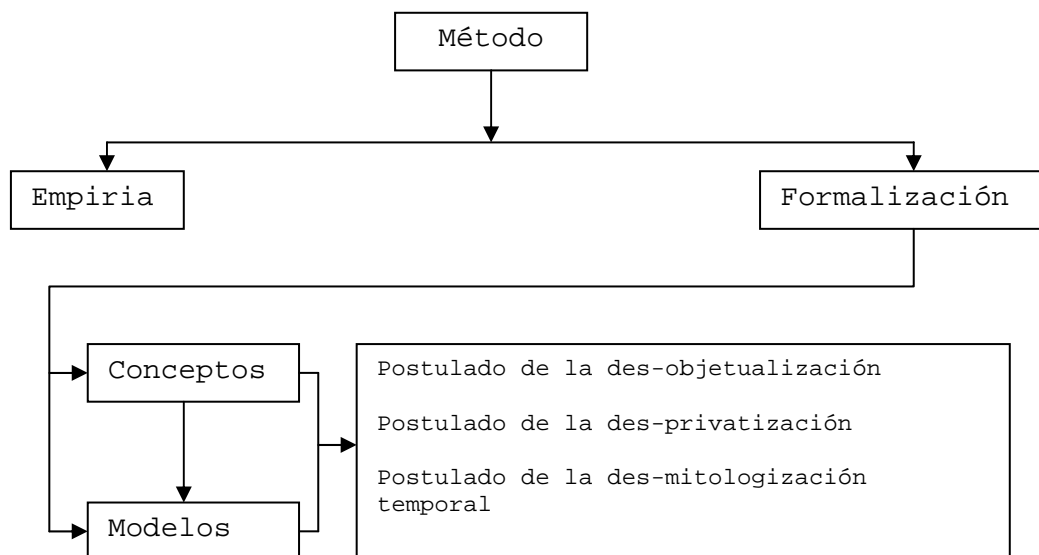 Método
Empiria
Formalización
Conceptos
Postulado de la des-objetualización
Postulado de la des-privatización
Postulado de la des-mitologización
temporal
Modelos